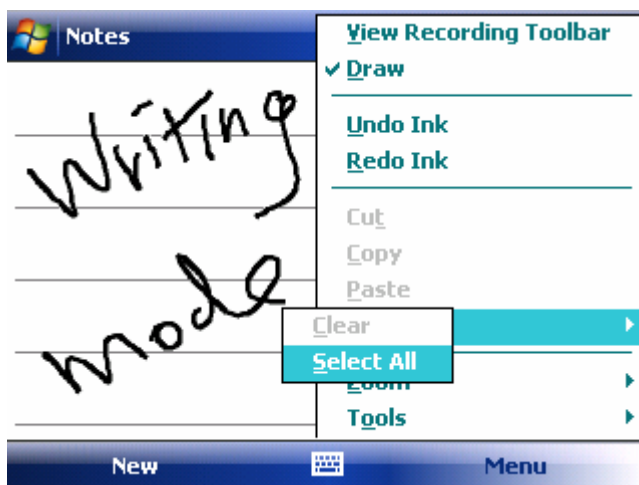 Notes
Writing
mode
View Recording Toolbar
Draw
Undo Ink
Redo Ink
Cut
Copy
Paste
Clear
Select All
Zoom
Tools
New
Menu